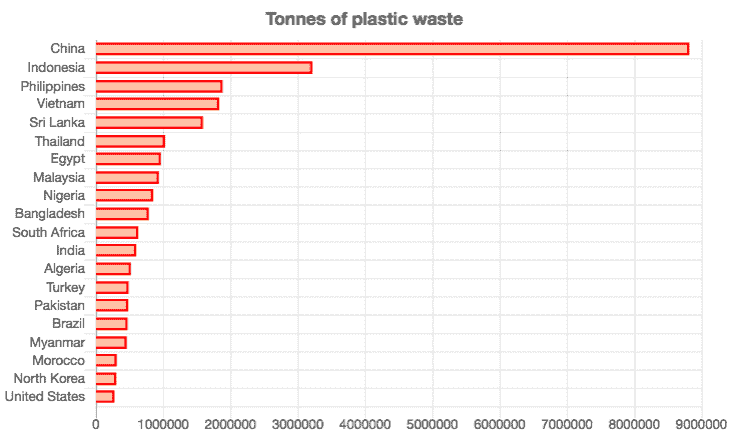 Tonnes of plastic waste
China
Indonesia
Philippines
Vietnam
Sri Lanka
Thailand
Egypt
Malaysia
Nigeria
Bangladesh
South Africa
India
Algeria
Turkey
Pakistan
Brazil
Myanmar
Morocco
North Korea
United States
0 1000000 2000000 3000000 4000000 5000000 6000000 7000000 8000000 9000000